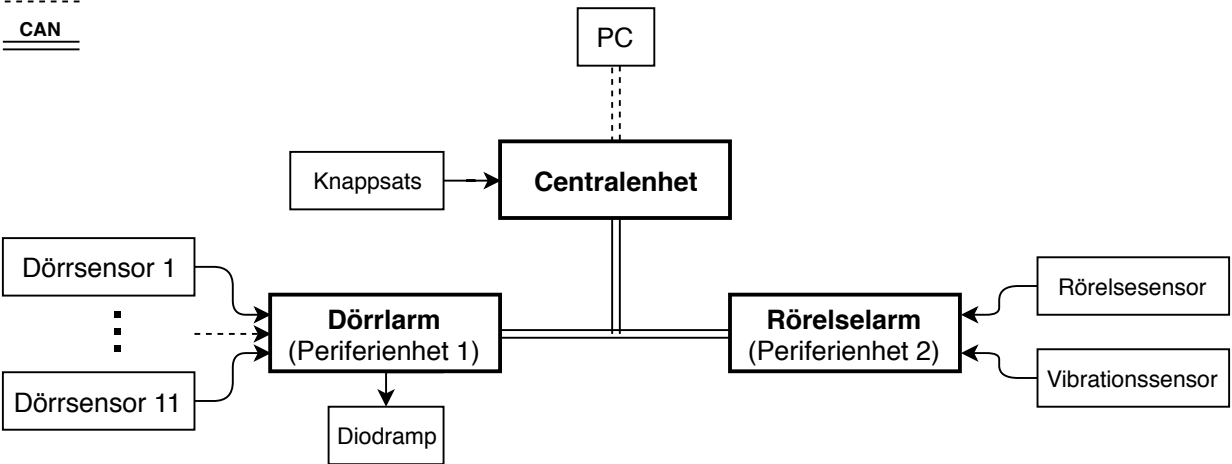 CAN
PC
Knappsats
Centralenhet
Dörrsensor 1
Dörrlarm
(Periferienhet 1)
Dörrsensor 11
Diodramp
Rörelselarm
(Periferienhet 2)
Rörelsesensor
Vibrationssensor